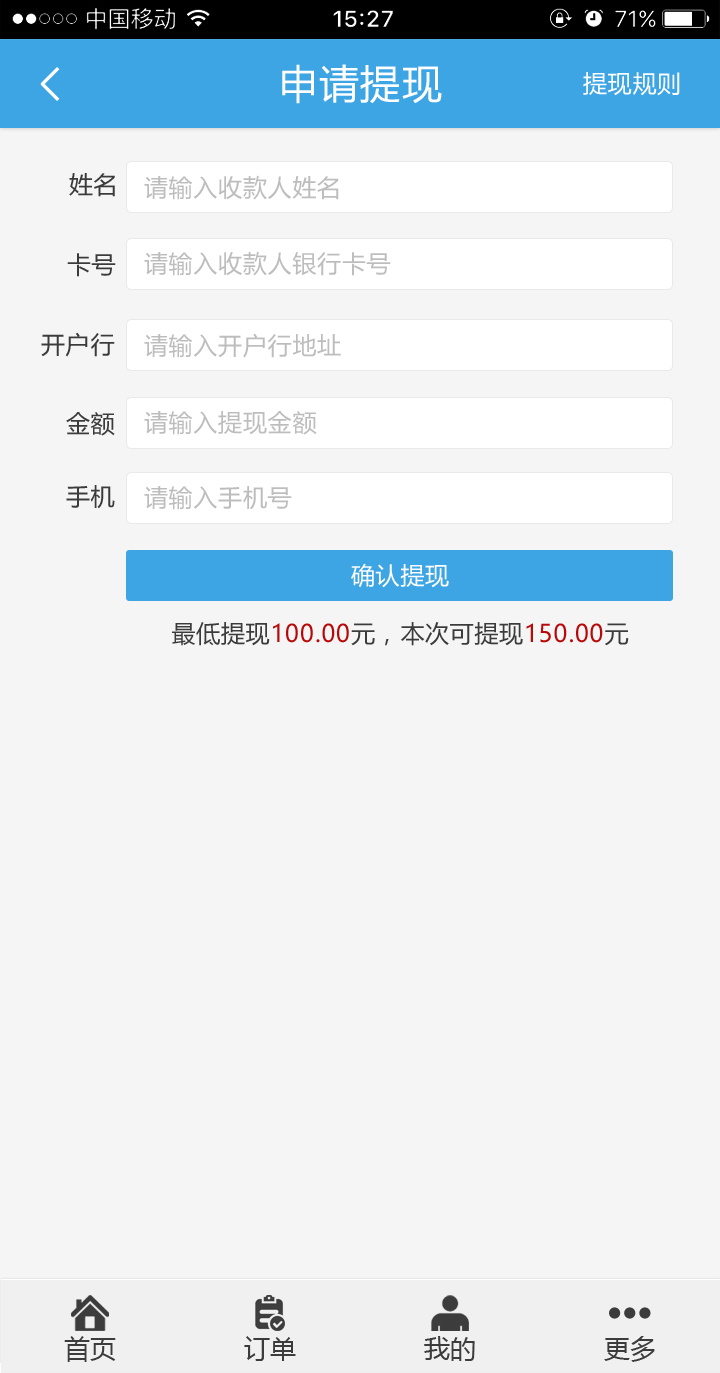 中国移动 15:27 71%
申请提现 提现规则
姓名 请输入收款人姓名
卡号 请输入收款人银行卡号
开户行 请输入开户行地址
金额 请输入提现金额
手机 请输入手机号
确认提现
最低提现100.00元，本次可提现150.00元
首页 订单 我的 更多